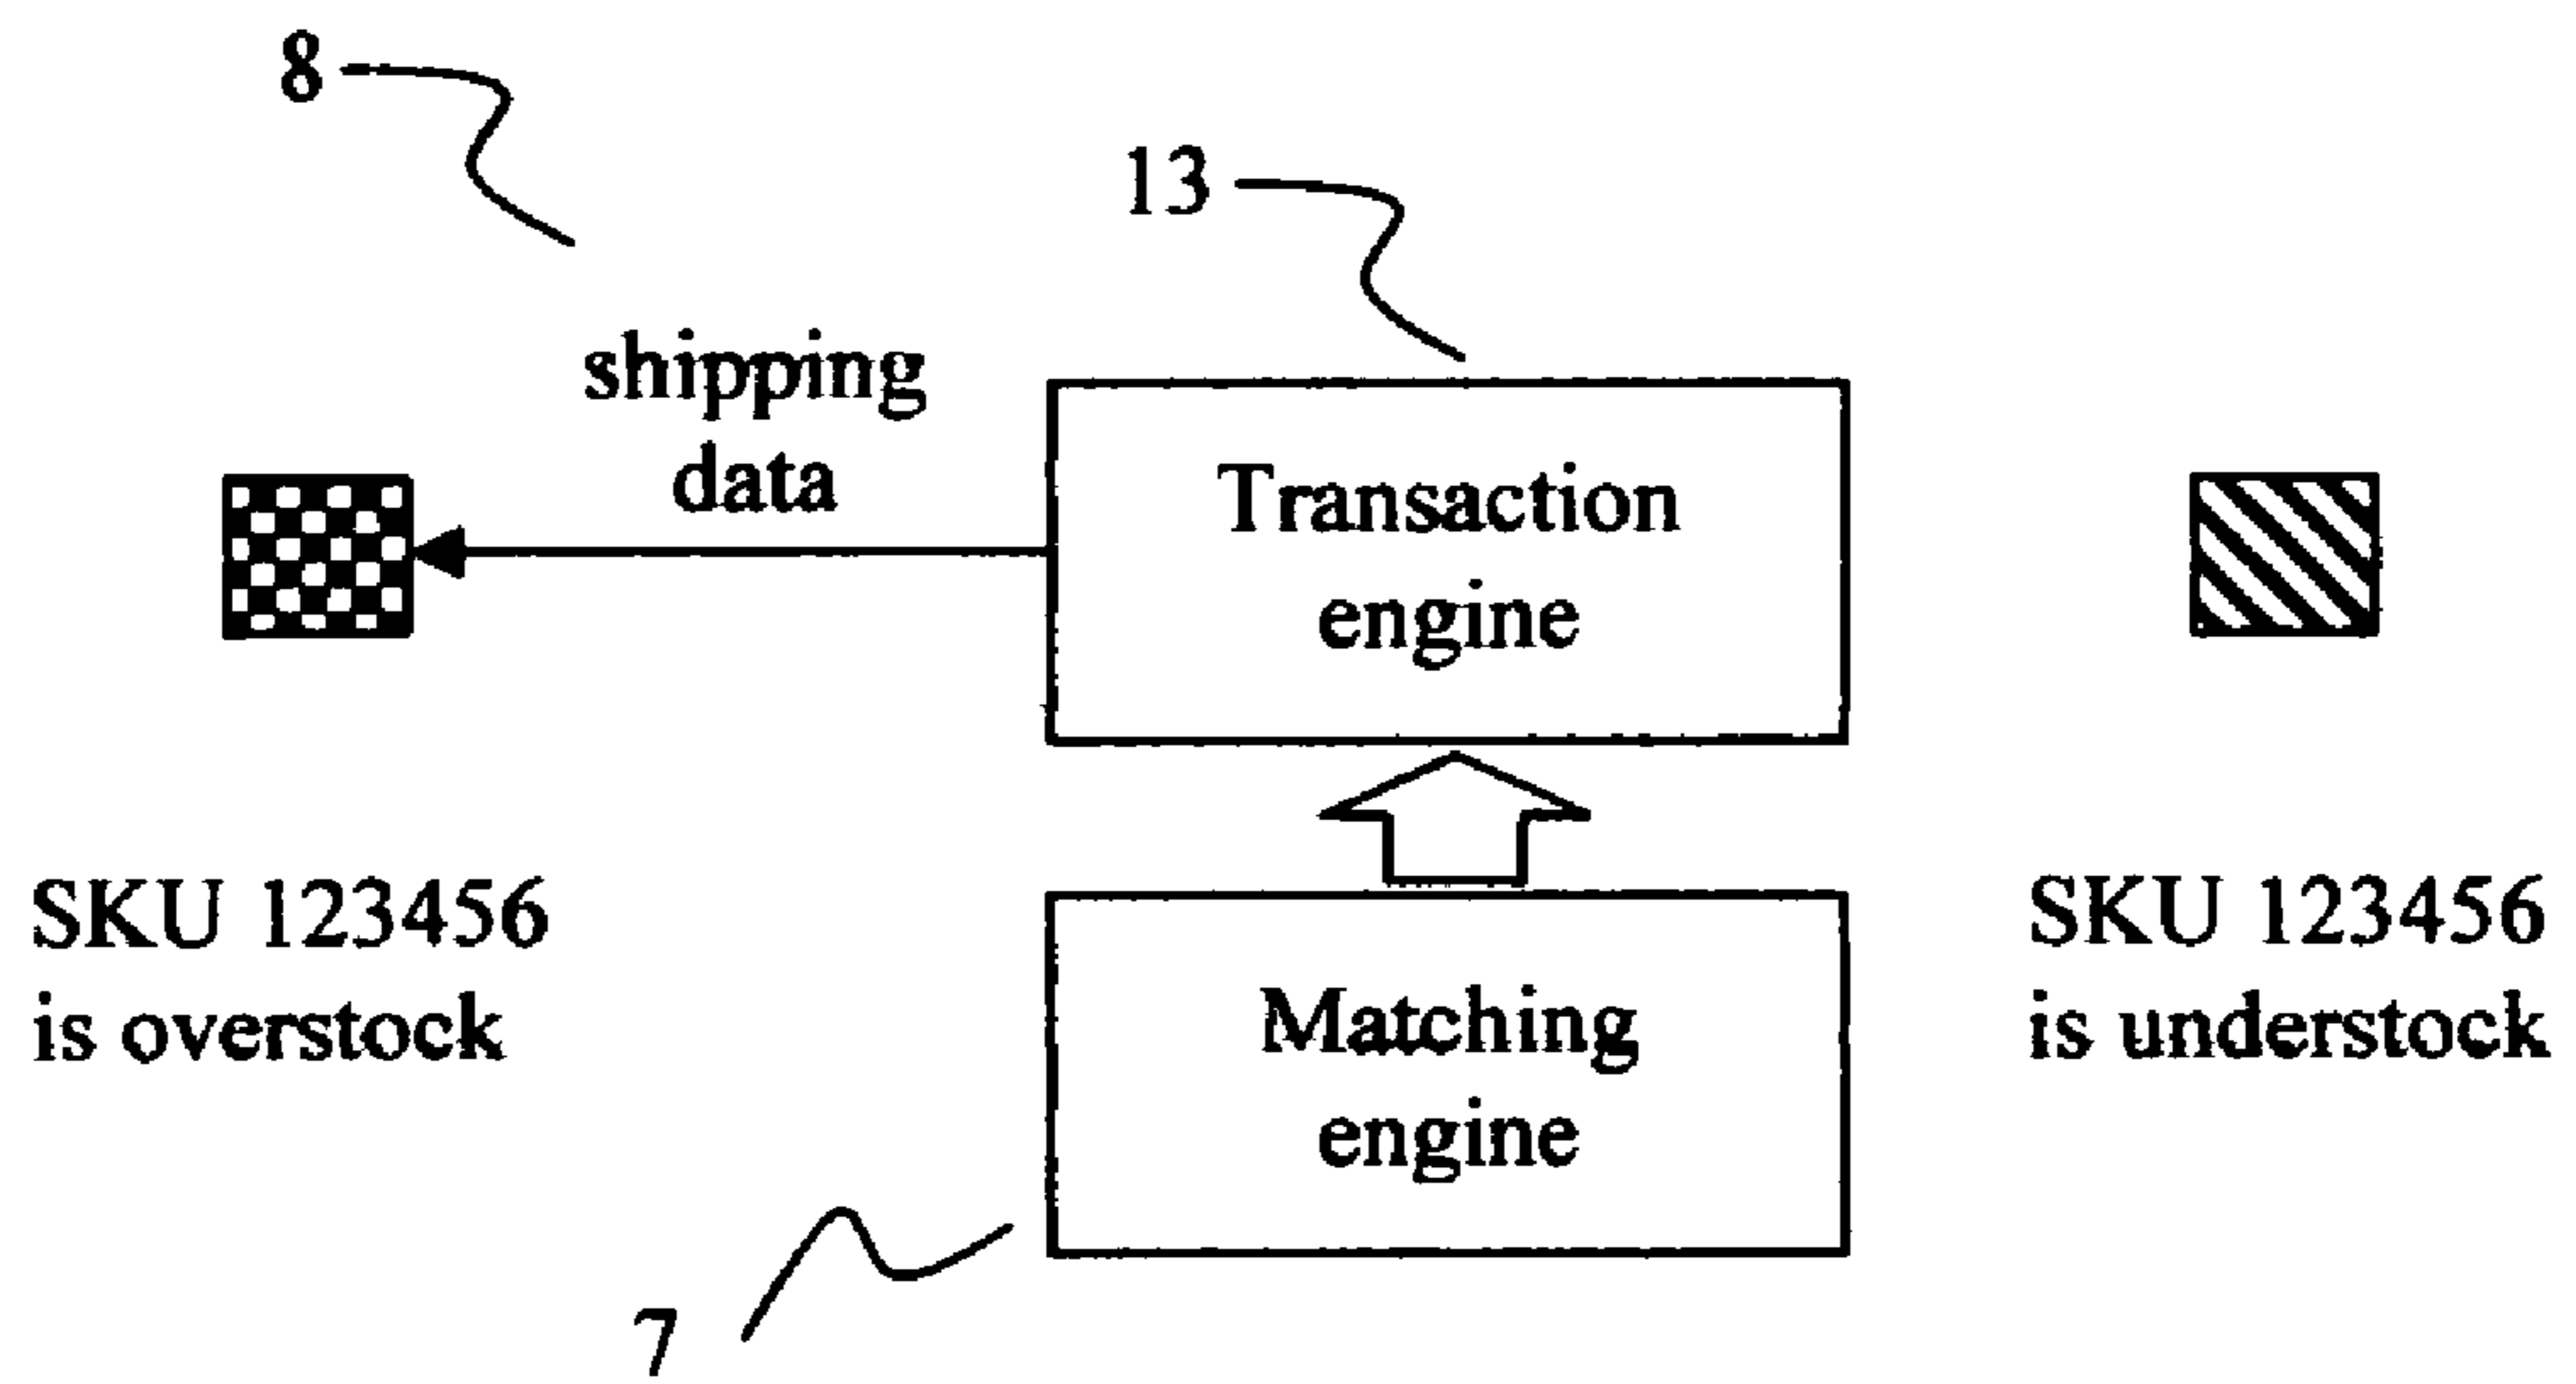 8
13
shipping
data
Transaction
engine
SKU 123456
is overstock
SKU 123456
is understock
Matching
engine
7